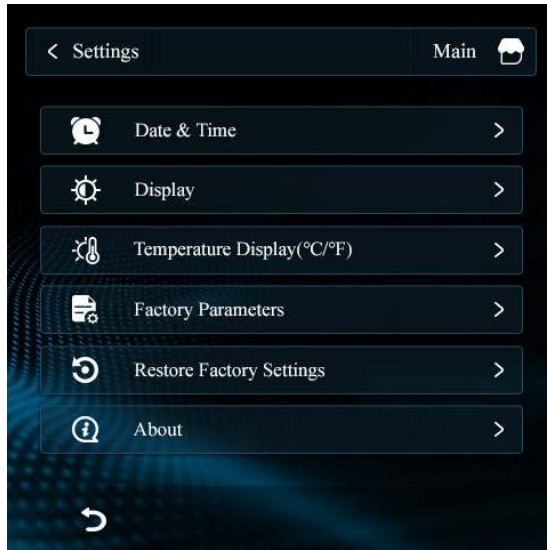 Settings
Main
Date & Time
Display
Temperature Display(°C/°F)
Factory Parameters
Restore Factory Settings
About